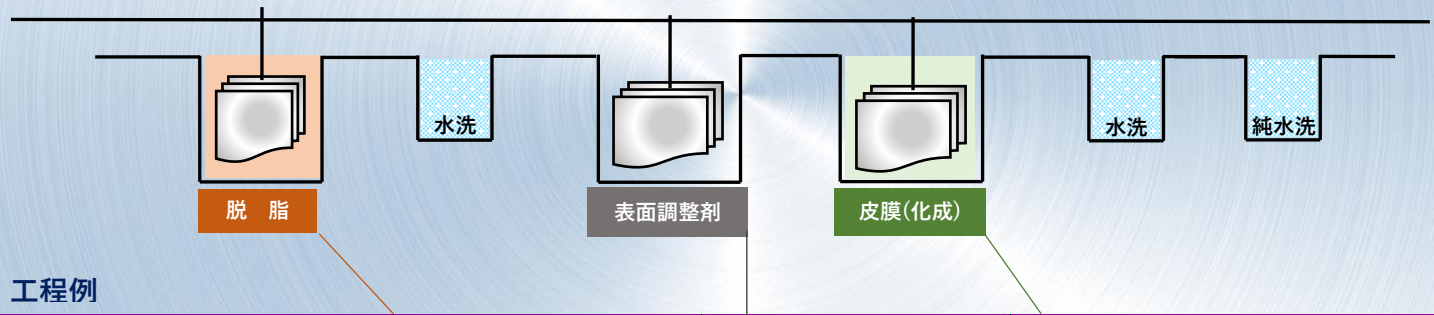 水洗
水洗
純水洗
脱　脂
表面調整剤
皮膜(化成)
工程例